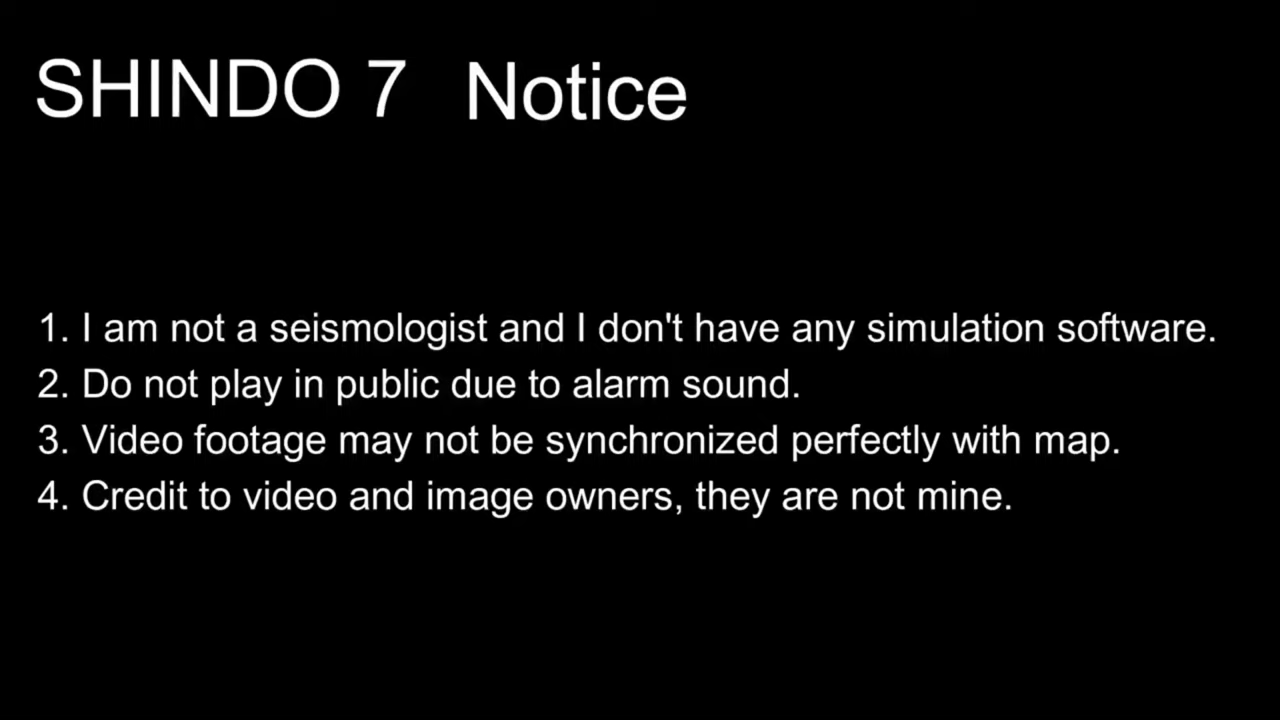 SHINDO 7 Notice
1. I am not a seismologist and I don't have any simulation software.
2. Do not play in public due to alarm sound.
3. Video footage may not be synchronized perfectly with map.
4. Credit to video and image owners, they are not mine.